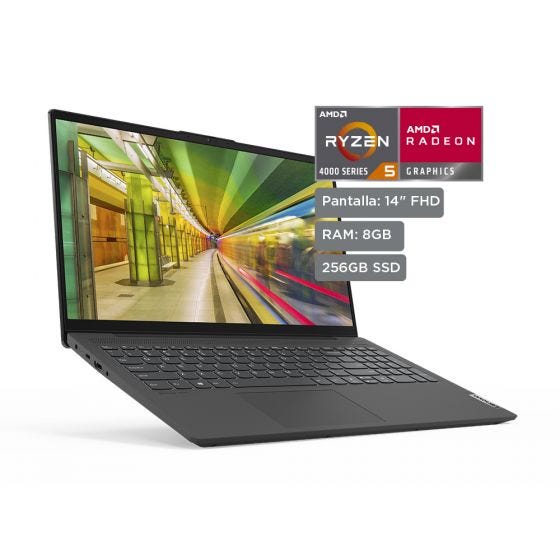 AMD
RYZEN
4000 SERIES 5
AMD
RADEON
GRAPHICS
Pantalla: 14" FHD
RAM: 8GB
256GB SSD